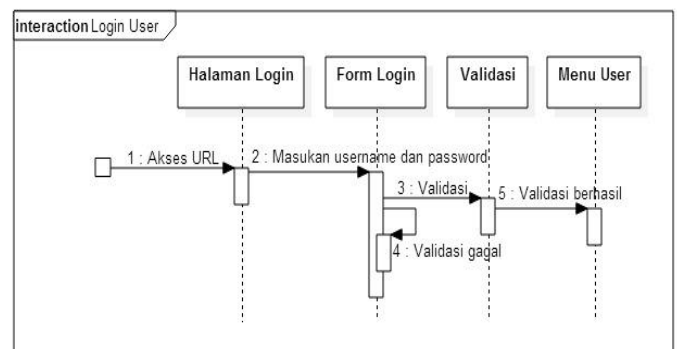 interaction Login User
Halaman Login
Form Login
Validasi
Menu User
1 : Akses URL
2 : Masukan username dan password
3 : Validasi
5 : Validasi berhasil
4 : Validasi gagal